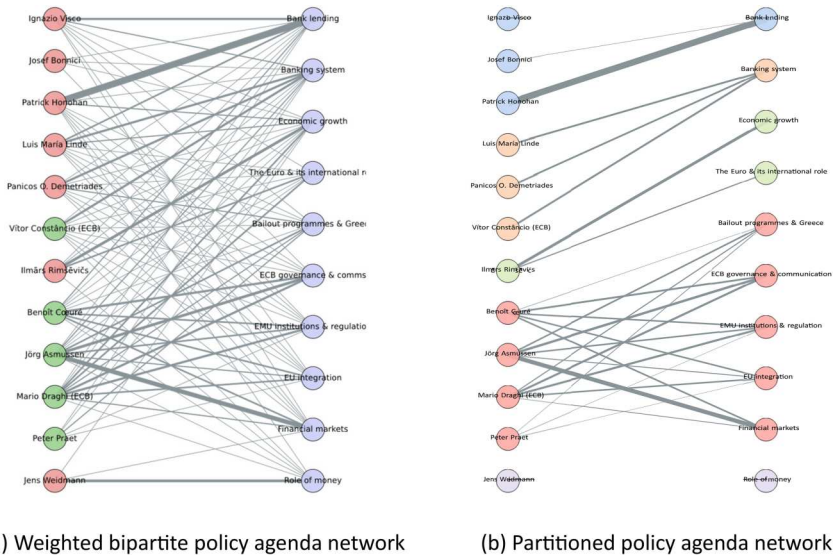 Ignazio Visco
Josef Bonnici
Patrick Honohan
Luis María Linde
Panicos O. Demetriades
Vítor Constâncio (ECB)
Ilmārs Rimšēvičs
Benoît Cœuré
Jörg Asmussen
Mario Draghi (ECB)
Peter Praet
Jens Weidmann
Bank lending
Banking system
Economic growth
The Euro & its international r
Bailout programmes & Gree
ECB governance & comms
EMU institutions & regulatio
EU integration
Financial markets
Role of money
) Weighted bipartite policy agenda network
Ignazo Visco
Josef Bonnici
Patrick Honohan
Luis María Linde
Panicos O. Demetriades
Vítor Constâncio (ECB)
Ilmārs Rimšēvičs
Benoît Cœuré
Jörg Asmussen
Mario Draghi (ECB)
Peter Praet
Jens Weidmann
Bank lending
Banking system
Economic growth
The Euro & its international role
Bailout programmes & Greece
ECB governance & communication
EMU institutions & regulation
EU integration
Financial markets
Role of money
(b) Partitioned policy agenda network